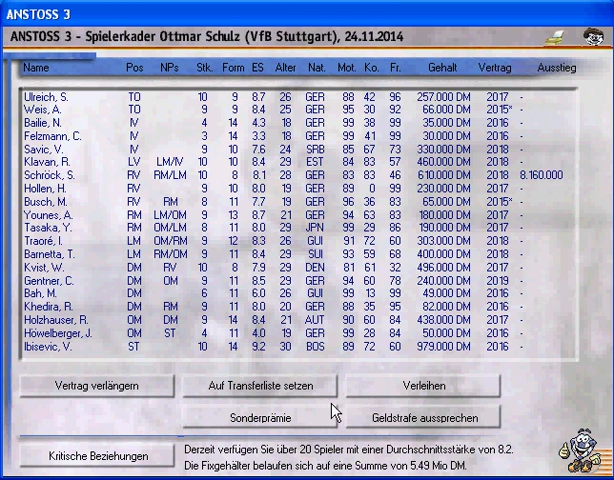 ANSTOSS 3
ANSTOSS 3 - Spielerkader Ottmar Schulz (VfB Stuttgart), 24.11.2014
Name Pos NPs Stk. Form ES Alter Nat. Mot. Ko. Fr. Gehalt Vertrag Ausstieg
Ulreich, S. TO 10 9 8.7 26 GER 88 42 96 257.000 DM 2017 -
Weis, A. TO 9 9 8.4 25 GER 95 30 92 66.000 DM 2015* -
Bailie, N. IV 4 14 4.3 18 GER 99 38 99 35.000 DM 2016 -
Felzmann, C. IV 3 14 3.3 18 GER 99 41 99 30.000 DM 2016 -
Savic, V. IV 9 10 7.6 24 SRB 85 67 73 330.000 DM 2018 -
Klavan, R. LV LM/IV 10 10 8.4 29 EST 84 83 57 460.000 DM 2018 -
Schröck, S. RV RM/LM 10 8 8.1 28 GER 83 83 46 610.000 DM 2018 8.160.000
Hollen, H. RV 9 10 8.0 19 GER 89 0 99 230.000 DM 2017 -
Busch, M. RV RM 8 11 7.7 19 GER 96 36 83 65.000 DM 2015* -
Younes, A. RM LM/OM 9 13 8.7 21 GER 94 63 83 180.000 DM 2017 -
Tasaka, Y. RM OM/LM 8 11 8.0 29 JPN 99 29 86 190.000 DM 2017 -
Traoré, I. LM OM/RM 9 12 8.3 26 GUI 91 72 60 303.000 DM 2018 -
Barnetta, T. LM RM/OM 9 11 8.4 29 SUI 93 59 68 400.000 DM 2018 -
Kvist, W. DM RV 10 8 7.9 29 DEN 81 61 32 496.000 DM 2017 -
Gentner, C. DM OM 9 11 8.5 29 GER 94 60 78 240.000 DM 2019 -
Bah, M. DM 6 11 6.0 26 GUI 99 13 99 49.000 DM 2016 -
Khedira, R. DM RM 8 11 8.0 20 GER 88 35 95 82.000 DM 2016 -
Holzhauser, R. OM DM 9 14 8.4 21 AUT 90 60 84 438.000 DM 2017 -
Höwelberger, J. OM ST 4 11 4.0 19 GER 99 28 84 50.000 DM 2016 -
Ibisevic, V. ST 10 14 9.2 30 BOS 89 72 60 979.000 DM 2016 -
Vertrag verlängern Auf Transferliste setzen Verleihen
Sonderprämie Geldstrafe aussprechen
Kritische Beziehungen
Derzeit verfügen Sie über 20 Spieler mit einer Durchschnittsstärke von 8.2.
Die Fixgehälter belaufen sich auf eine Summe von 5.49 Mio DM.